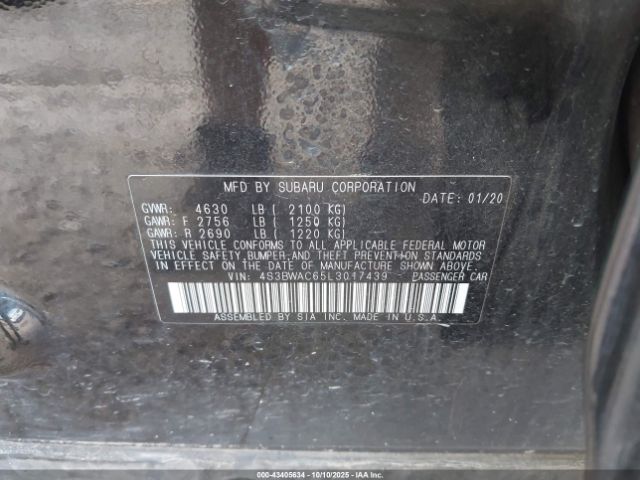 MFD BY SUBARU CORPORATION
DATE: 01/20
GVWR: 4630 LB ( 2100 KG)
GAWR: F 2756 LB ( 1250 KG)
GAWR: R 2690 LB ( 1220 KG)
THIS VEHICLE CONFORMS TO ALL APPLICABLE FEDERAL MOTOR
VEHICLE SAFETY, BUMPER, AND THEFT PREVENTION STANDARDS
IN EFFECT ON THE DATE OF MANUFACTURE SHOWN ABOVE.
VIN: 4S3BWAC65L3017439 PASSENGER CAR
ASSEMBLED BY SIA INC. MADE IN U.S.A.
000-43405634 - 10/10/2025 - IAAI.COM